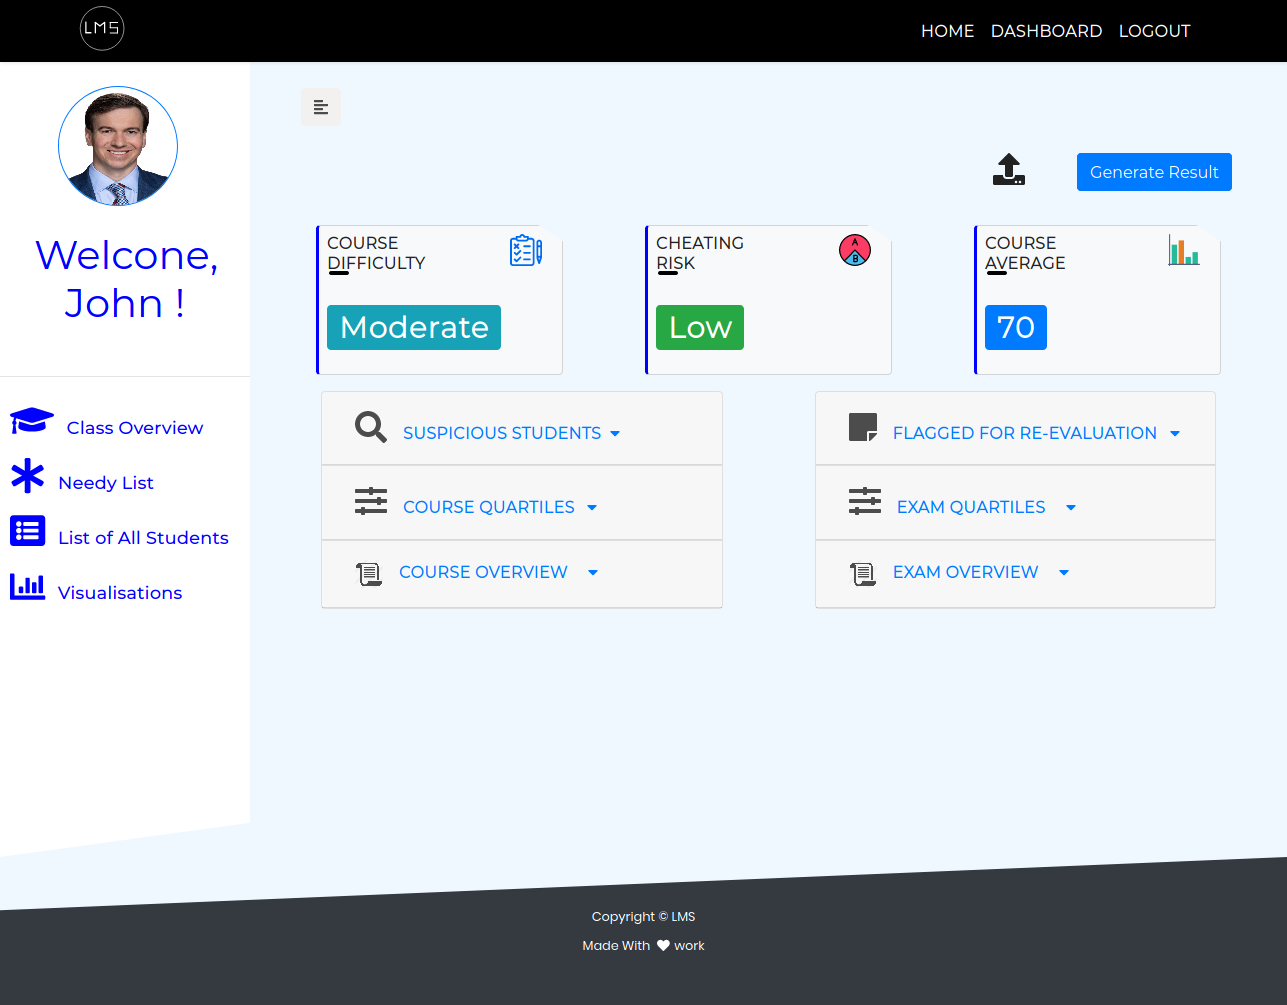 LMS
HOME DASHBOARD LOGOUT
Welcone,
John !
Class Overview
Needy List
List of All Students
Visualisations
Generate Result
COURSE
DIFFICULTY
Moderate
CHEATING
RISK
A
B
Low
COURSE
AVERAGE
70
SUSPICIOUS STUDENTS
COURSE QUARTILES
COURSE OVERVIEW
FLAGGED FOR RE-EVALUATION
EXAM QUARTILES
EXAM OVERVIEW
Copyright © LMS
Made With ♥ work